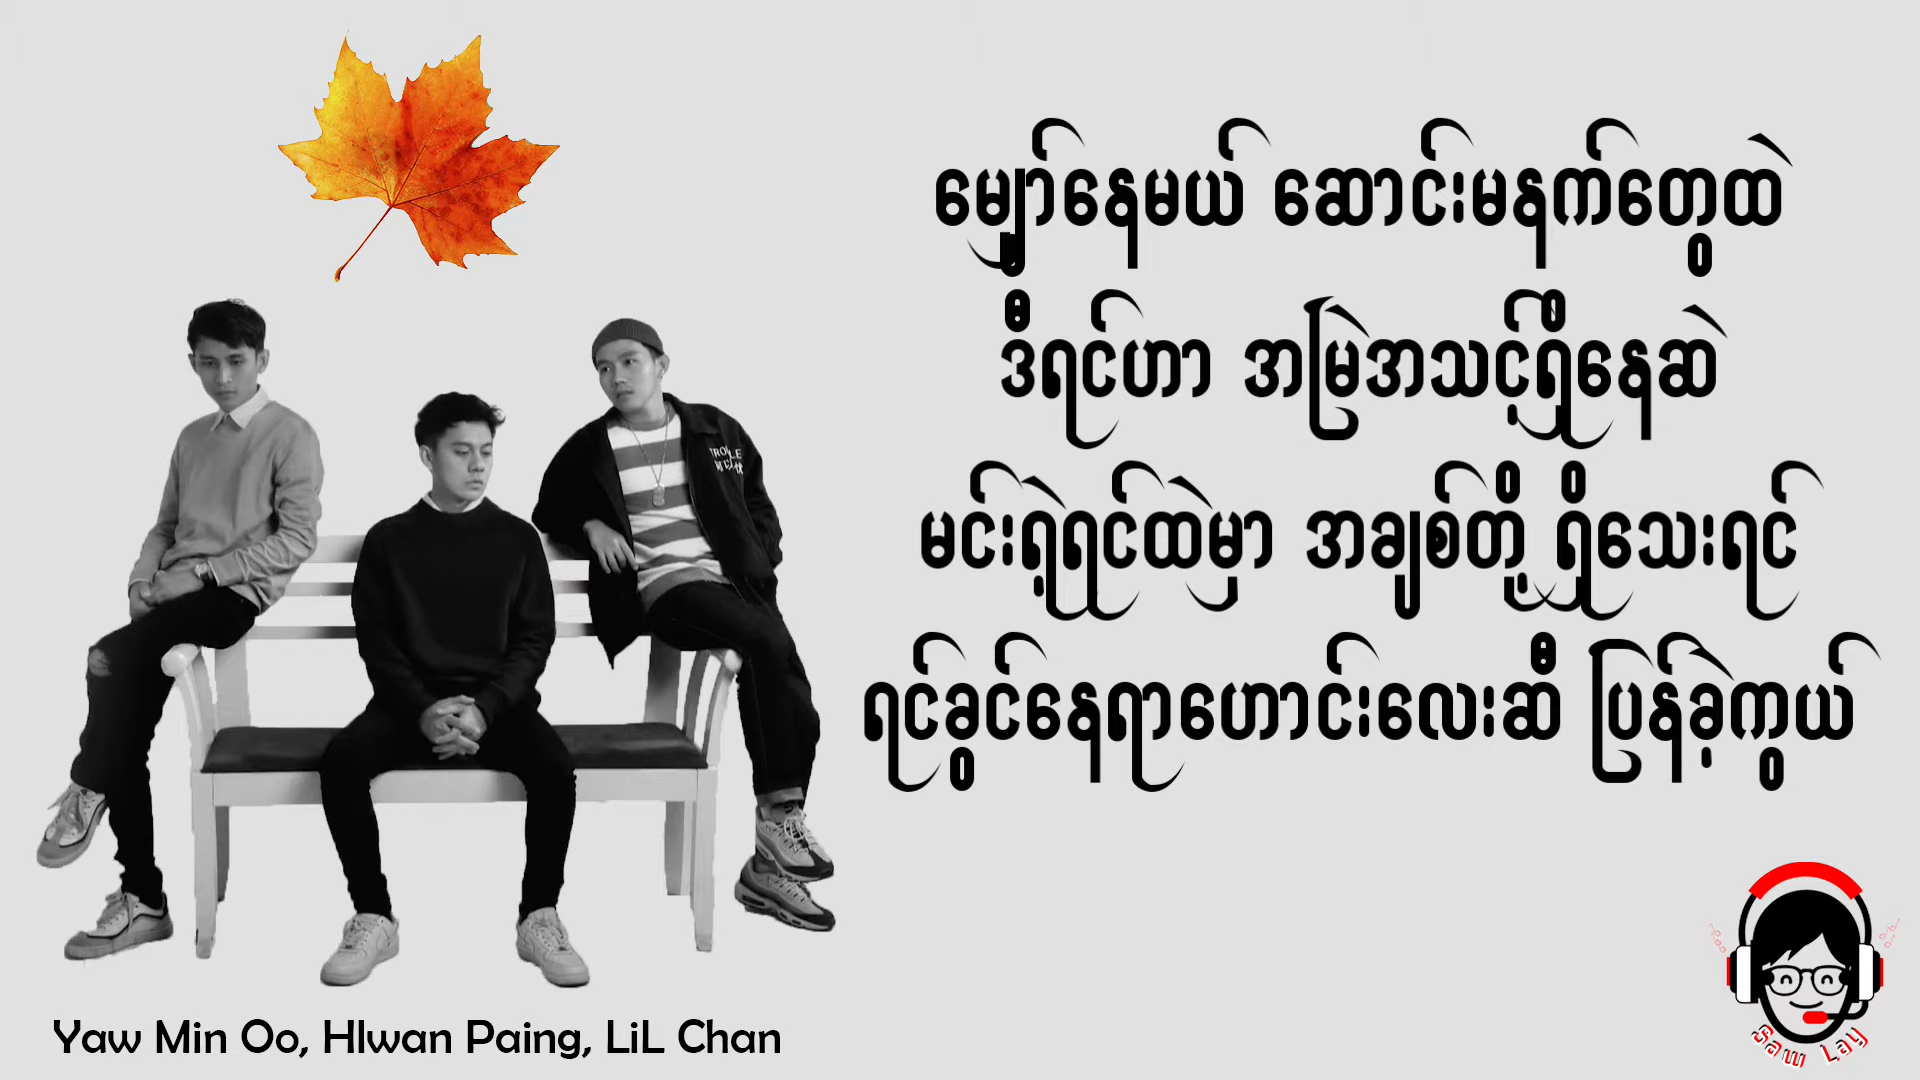 မျှော်နေမယ် ဆောင်းမနက်တွေထဲ
ဒီရင်ဟာ အမြဲအသင့်ရှိနေဆဲ
မင်းရဲ့ရင်ထဲမှာ အချစ်တို့ ရှိသေးရင်
ရင်ခွင်နေရာဟောင်းလေးဆီ ပြန်ခဲ့ကွယ်
Yaw Min Oo, Hlwan Paing, LiL Chan
Saw Lay